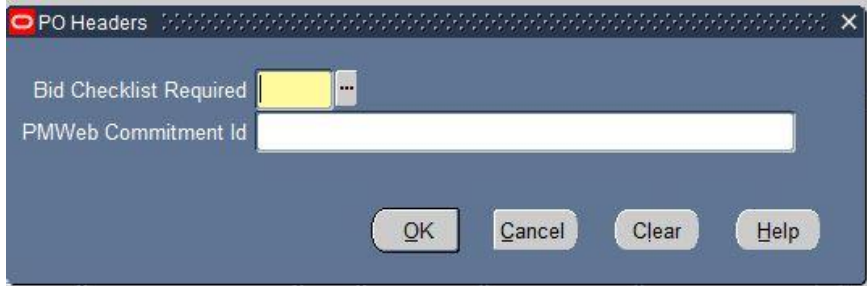 PO Headers
Bid Checklist Required ...
PMWeb Commitment Id
OK Cancel Clear Help